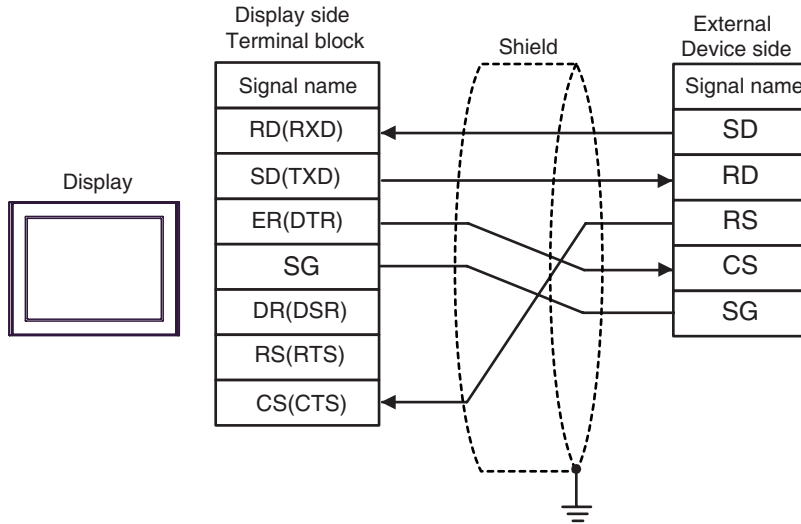 Display side
Terminal block
Shield
External
Device side
Signal name
Signal name
RD(RXD)
SD
SD(TXD)
RD
Display
ER(DTR)
RS
SG
CS
DR(DSR)
SG
RS(RTS)
CS(CTS)